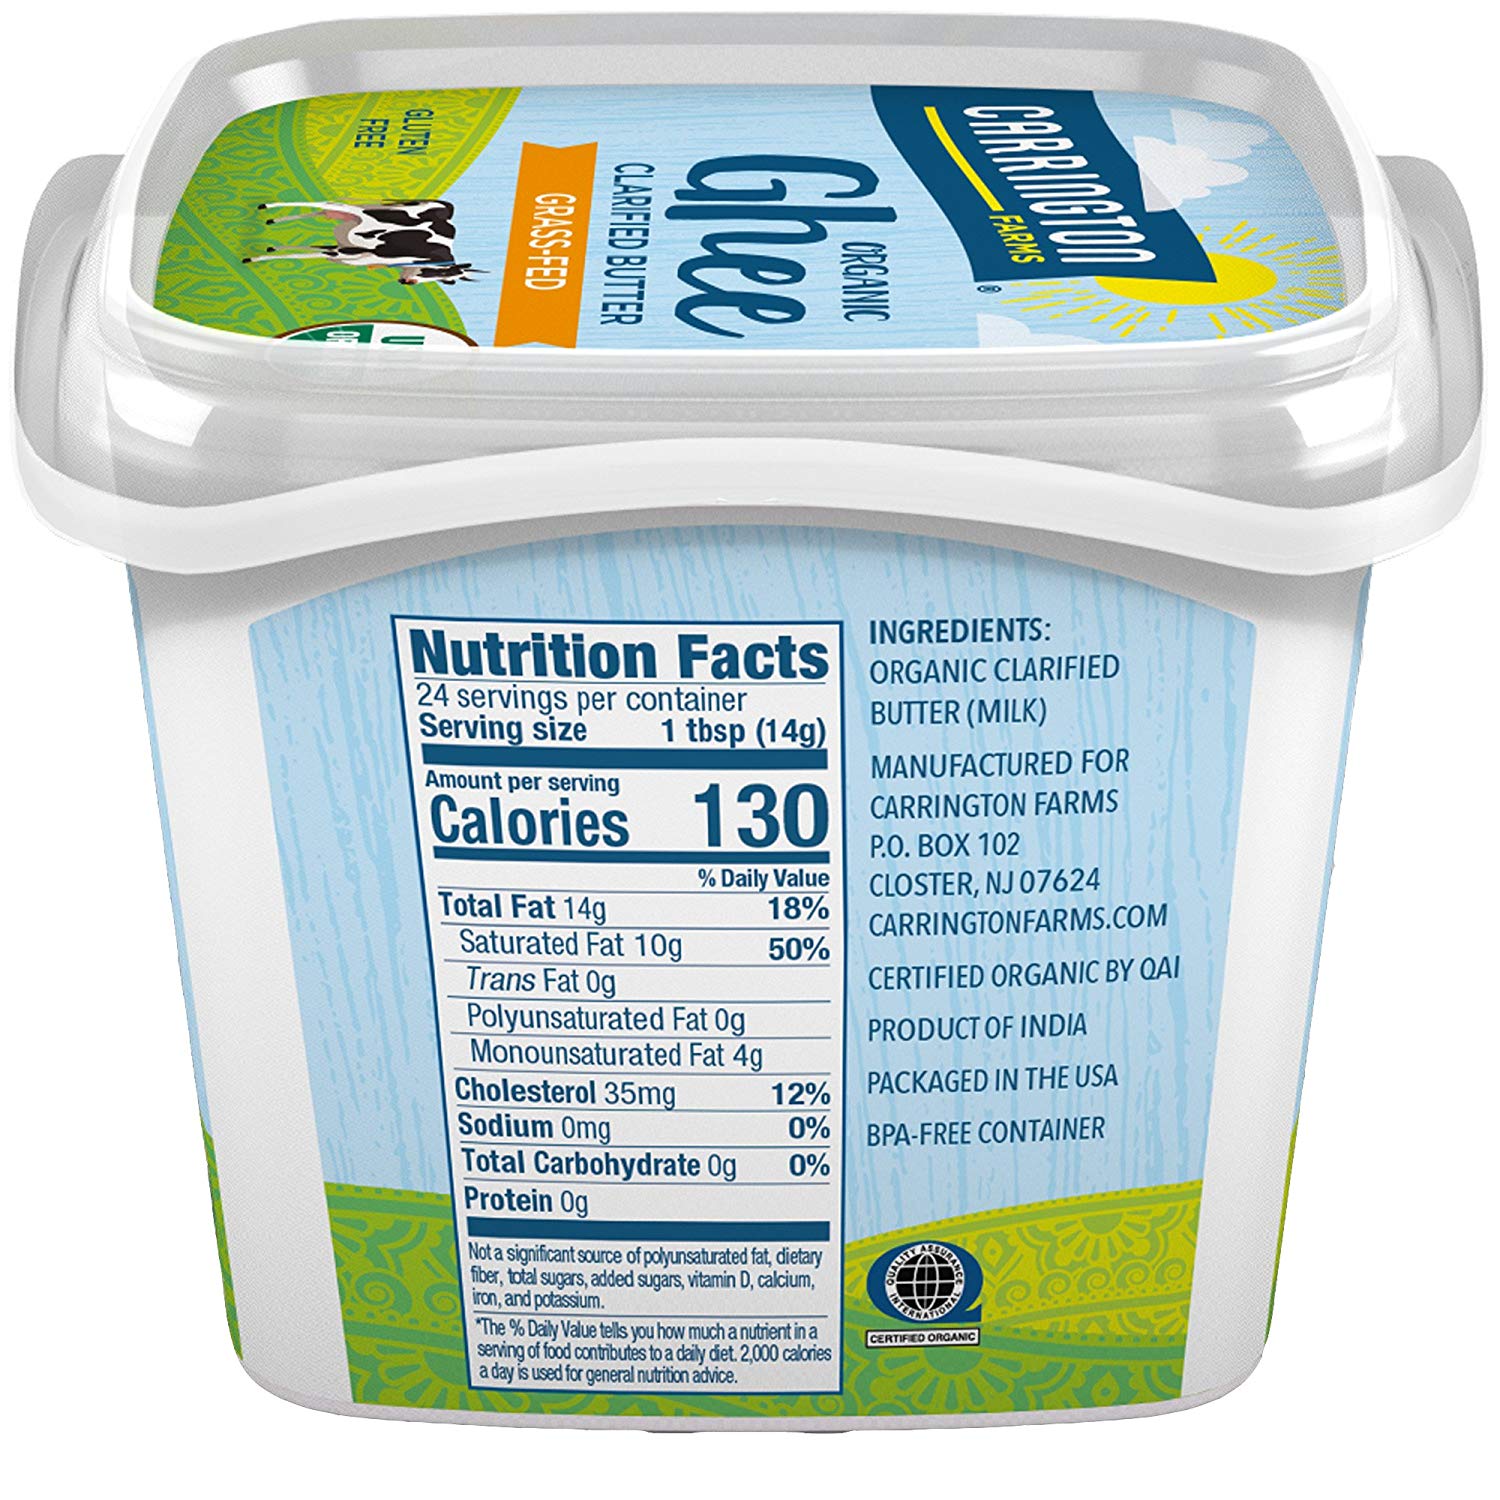 CARRINGTON
FARMS
®
ORGANIC
Ghee
CLARIFIED BUTTER
GRASS-FED
GLUTEN
FREE
Nutrition Facts
24 servings per container
Serving size 1 tbsp (14g)
Amount per serving
Calories 130
% Daily Value
Total Fat 14g 18%
Saturated Fat 10g 50%
Trans Fat 0g
Polyunsaturated Fat 0g
Monounsaturated Fat 4g
Cholesterol 35mg 12%
Sodium 0mg 0%
Total Carbohydrate 0g 0%
Protein 0g
Not a significant source of polyunsaturated fat, dietary
fiber, total sugars, added sugars, vitamin D, calcium,
iron, and potassium.
*The % Daily Value tells you how much a nutrient in a
serving of food contributes to a daily diet. 2,000 calories
a day is used for general nutrition advice.
INGREDIENTS:
ORGANIC CLARIFIED
BUTTER (MILK)
MANUFACTURED FOR
CARRINGTON FARMS
P.O. BOX 102
CLOSTER, NJ 07624
CARRINGTONFARMS.COM
CERTIFIED ORGANIC BY QAI
PRODUCT OF INDIA
PACKAGED IN THE USA
BPA-FREE CONTAINER
QUALITY ASSURANCE
INTERNATIONAL
CERTIFIED ORGANIC